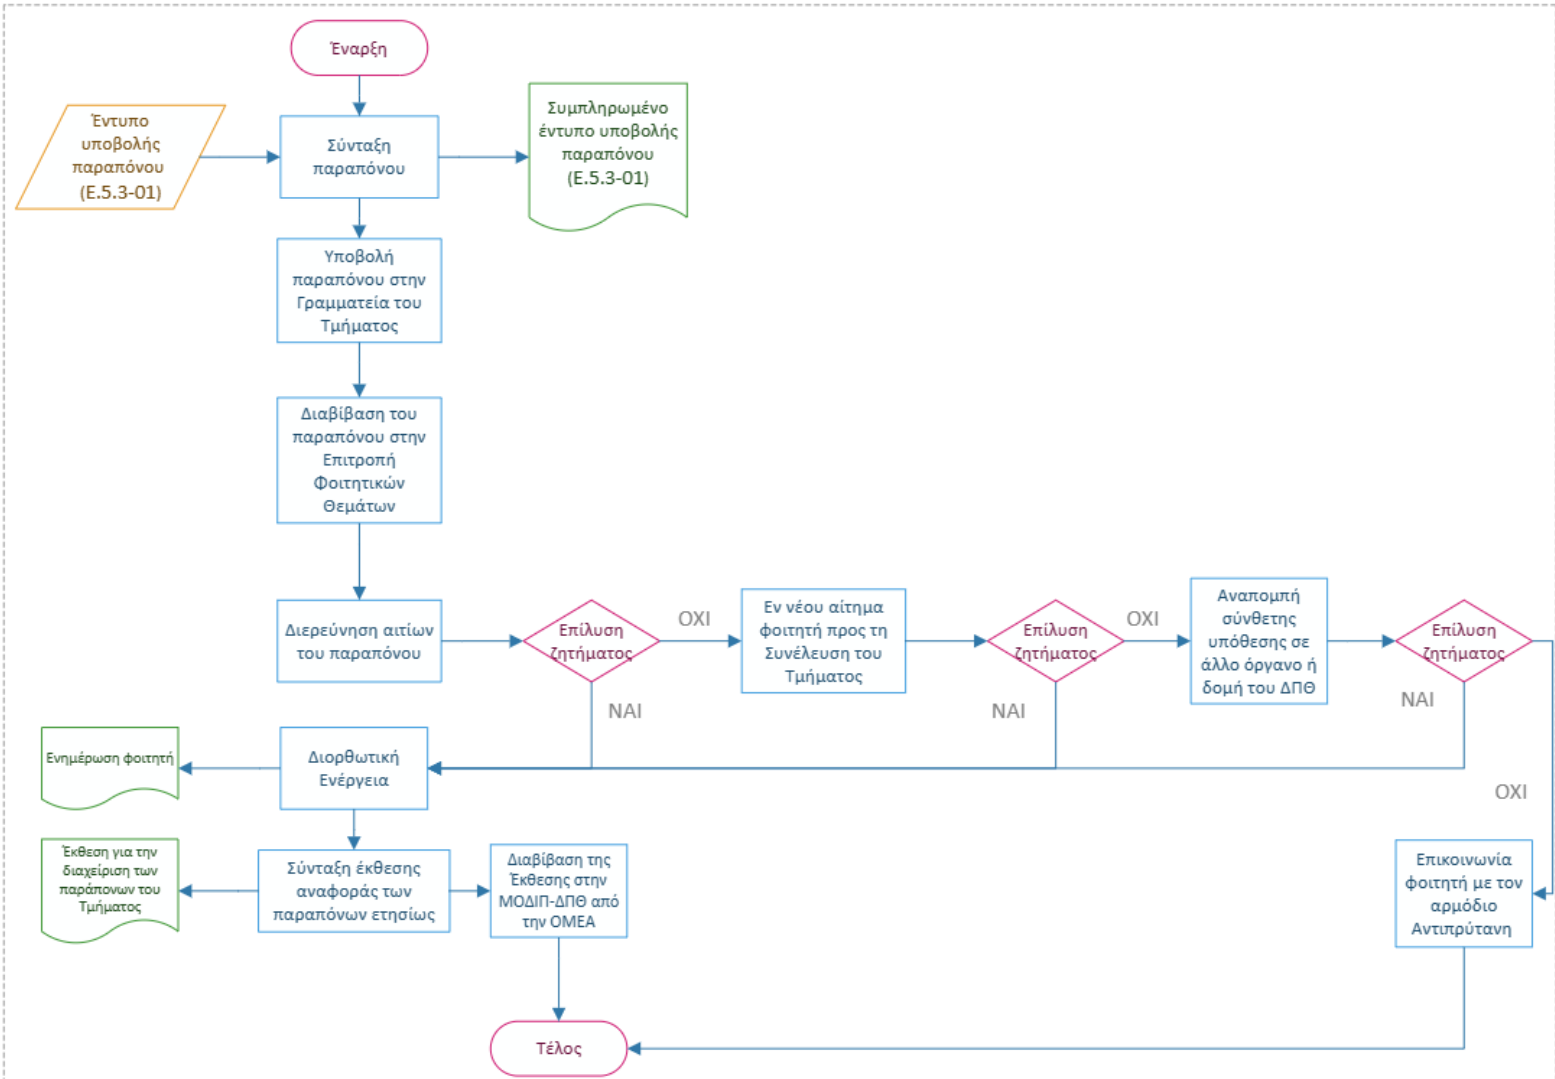 Έναρξη
Έντυπο
υποβολής
παραπόνου
(Ε.5.3-01)
Σύνταξη
παραπόνου
Συμπληρωμένο
έντυπο υποβολής
παραπόνου
(Ε.5.3-01)
Υποβολή
παραπόνου στην
Γραμματεία του
Τμήματος
Διαβίβαση του
παραπόνου στην
Επιτροπή
Φοιτητικών
Θεμάτων
Διερεύνηση αιτίων
του παραπόνου
Επίλυση
ζητήματος
ΟΧΙ
Εν νέου αίτημα
φοιτητή προς τη
Συνέλευση του
Τμήματος
Επίλυση
ζητήματος
ΟΧΙ
Αναπομπή
σύνθετης
υπόθεσης σε
άλλο όργανο ή
δομή του ΔΠΘ
Επίλυση
ζητήματος
ΝΑΙ
ΝΑΙ
ΝΑΙ
ΟΧΙ
Ενημέρωση φοιτητή
Διορθωτική
Ενέργεια
Έκθεση για την
διαχείριση των
παράπονων του
Τμήματος
Σύνταξη έκθεσης
αναφοράς των
παραπόνων ετησίως
Διαβίβαση της
Έκθεσης στην
ΜΟΔΙΠ-ΔΠΘ από
την ΟΜΕΑ
Επικοινωνία
φοιτητή με τον
αρμόδιο
Αντιπρύτανη
Τέλος